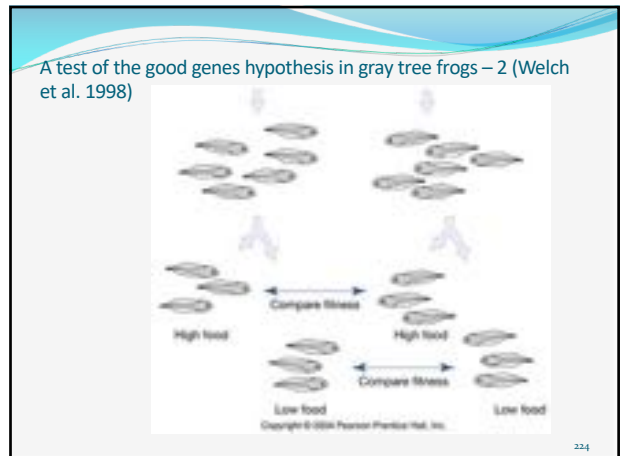 A test of the good genes hypothesis in gray tree frogs – 2 (Welch
et al. 1998)
Compare fitness
High food
High food
Compare fitness
Low food
Low food
Copyright © 2004 Pearson Prentice Hall, Inc.
224